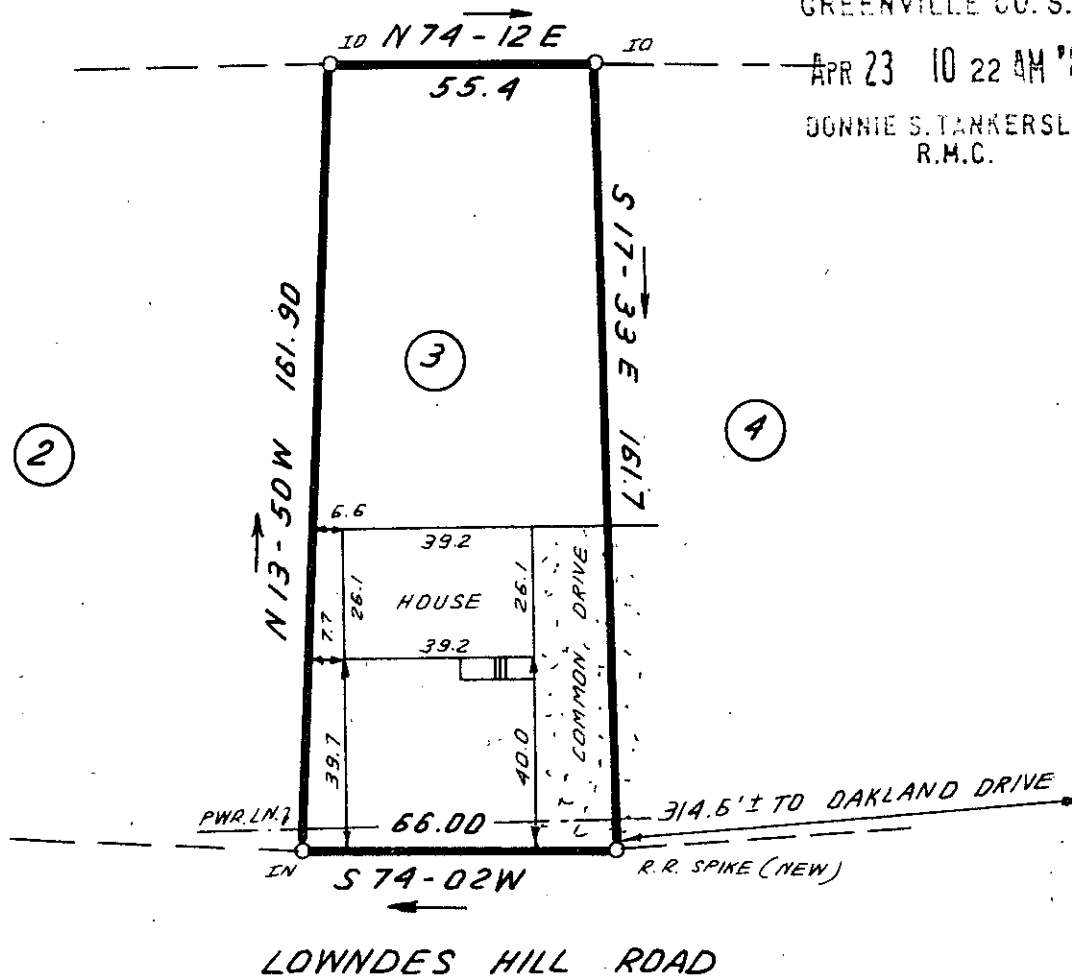 GREENVILLE CO. S.
APR 23 10 22 AM '8
DONNIE S. TANKERSL
R.M.C.
IO N 74-12 E IO
55.4
S 17-33 E 161.7
N 13-50 W 161.90
3
2
4
6.6
39.2
26.1
HOUSE
26.1
COMMON DRIVE
7.7
39.2
39.7
40.0
PWR. LN.
66.00
314.6'± TO OAKLAND DRIVE
IN
S 74-02 W
R.R. SPIKE (NEW)
LOWNDES HILL ROAD